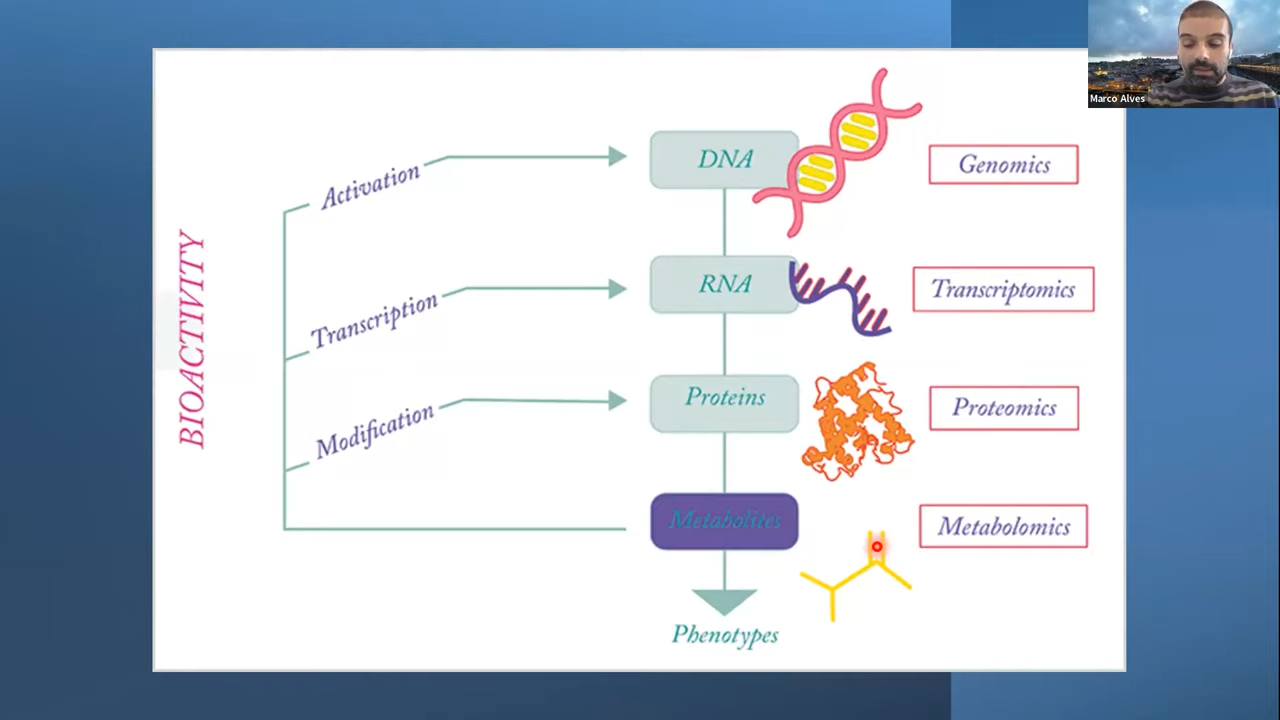 Marco Alves
BIOACTIVITY
Activation
DNA
Genomics
Transcription
RNA
Transcriptomics
Modification
Proteins
Proteomics
Metabolites
Metabolomics
Phenotypes